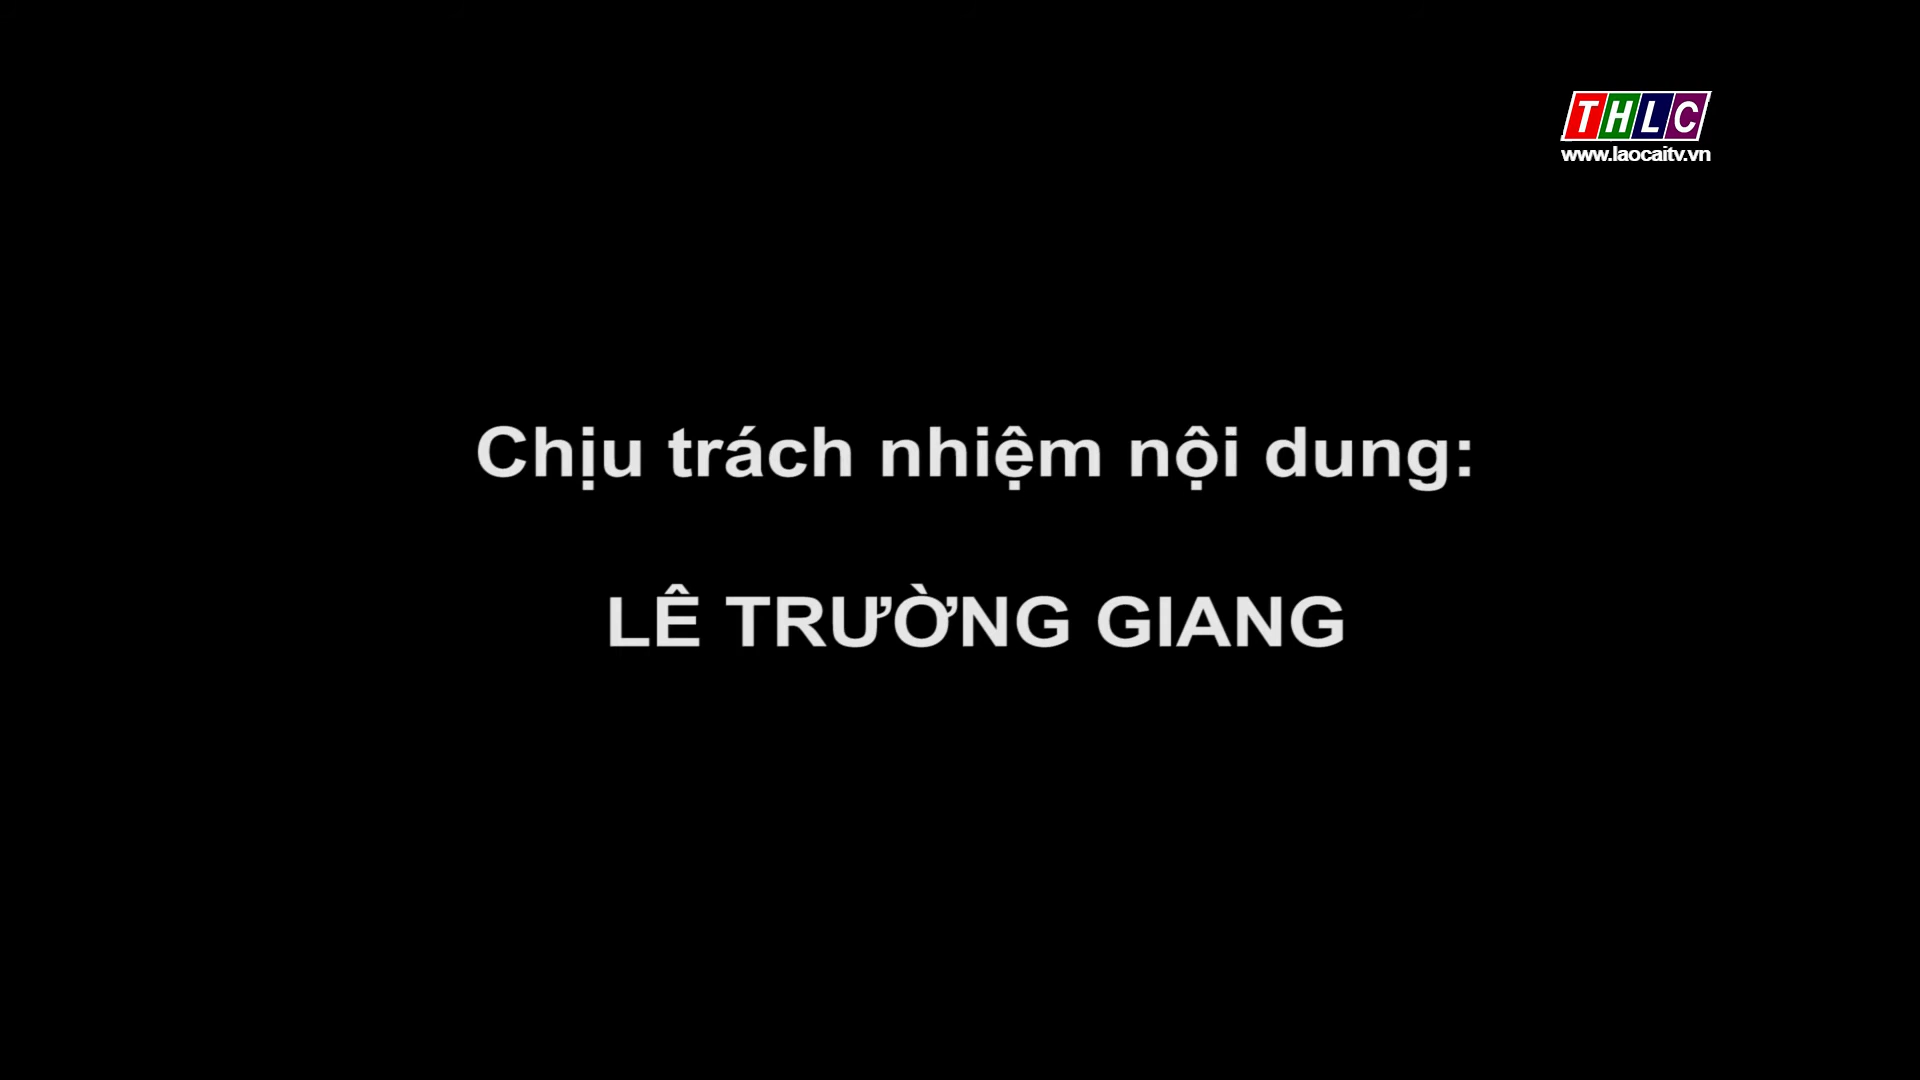 THLC
www.laocaitv.vn
Chịu trách nhiệm nội dung:
LÊ TRƯỜNG GIANG